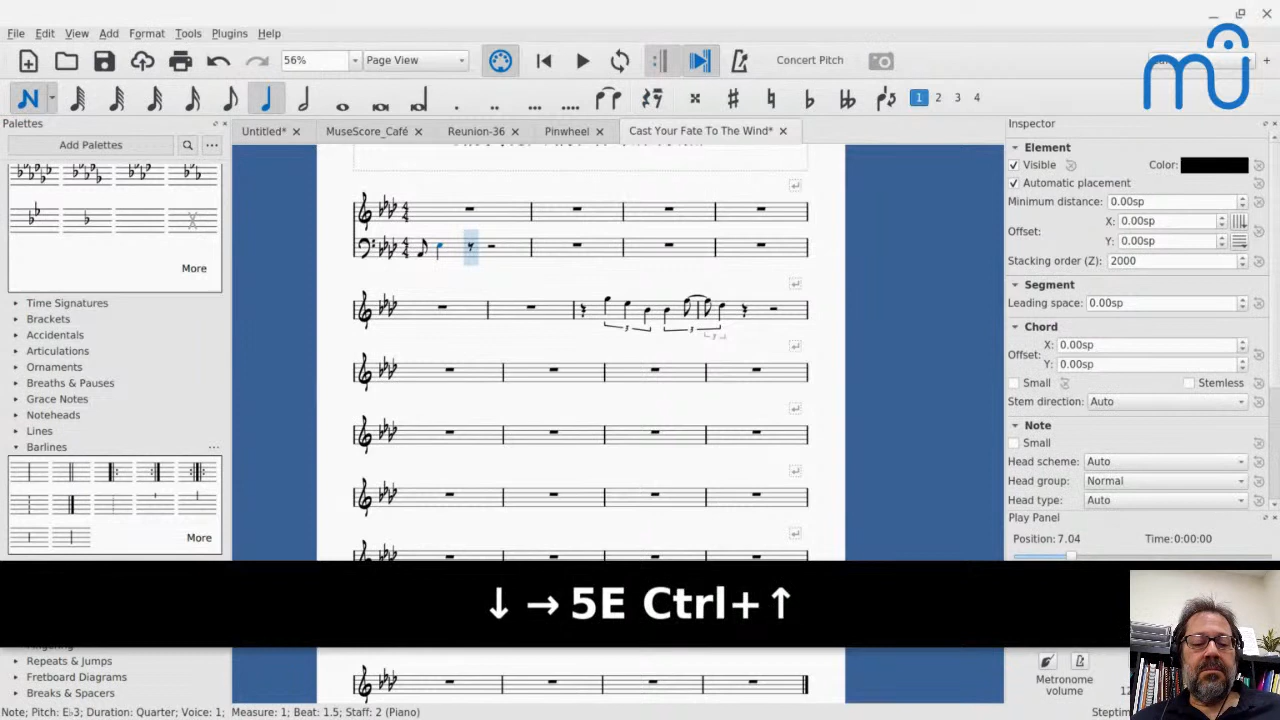 File Edit View Add Format Tools Plugins Help
56% Page View Concert Pitch
1 2 3 4
Palettes
Add Palettes
More
Time Signatures
Brackets
Accidentals
Articulations
Ornaments
Breaths & Pauses
Grace Notes
Noteheads
Lines
Barlines
More
Repeats & Jumps
Fretboard Diagrams
Breaks & Spacers
Untitled* MuseScore_Café Reunion-36 Pinwheel Cast Your Fate To The Wind*
3 3 3
↓ → 5E Ctrl+↑
Inspector
Element
Visible Color:
Automatic placement
Minimum distance: 0.00sp
Offset: X: 0.00sp
Y: 0.00sp
Stacking order (Z): 2000
Segment
Leading space: 0.00sp
Chord
Offset: X: 0.00sp
Y: 0.00sp
Small Stemless
Stem direction: Auto
Note
Small
Head scheme: Auto
Head group: Normal
Head type: Auto
Play Panel
Position: 7.04 Time:0:00:00
Metronome
volume
Note; Pitch: E♭3; Duration: Quarter; Voice: 1; Measure: 1; Beat: 1.5; Staff: 2 (Piano)